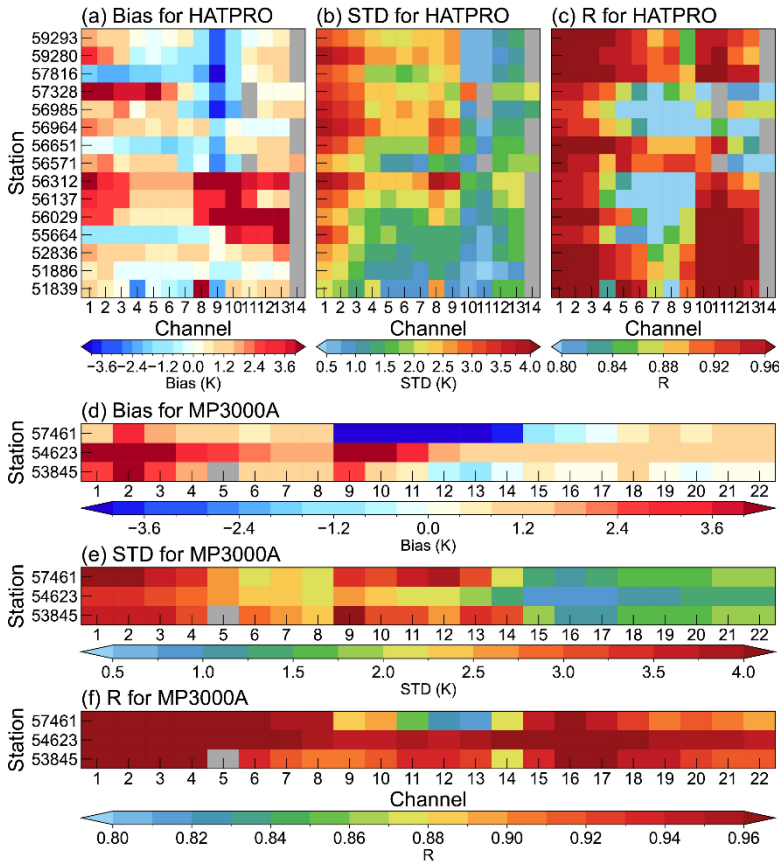 (a) Bias for HATPRO
(b) STD for HATPRO
(c) R for HATPRO
Station
59293
59280
57816
57328
56985
56964
56651
56571
56312
56137
56029
55664
52836
51886
51839
1 2 3 4 5 6 7 8 9 10 11 12 13 14
1 2 3 4 5 6 7 8 9 10 11 12 13 14
1 2 3 4 5 6 7 8 9 10 11 12 13 14
Channel
Channel
Channel
−3.6 −2.4 −1.2 0.0 1.2 2.4 3.6
Bias (K)
0.5 1.0 1.5 2.0 2.5 3.0 3.5 4.0
STD (K)
0.80 0.84 0.88 0.92 0.96
R
(d) Bias for MP3000A
Station
57461
54623
53845
1 2 3 4 5 6 7 8 9 10 11 12 13 14 15 16 17 18 19 20 21 22
−3.6 −2.4 −1.2 0.0 1.2 2.4 3.6
Bias (K)
(e) STD for MP3000A
Station
57461
54623
53845
1 2 3 4 5 6 7 8 9 10 11 12 13 14 15 16 17 18 19 20 21 22
0.5 1.0 1.5 2.0 2.5 3.0 3.5 4.0
STD (K)
(f) R for MP3000A
Station
57461
54623
53845
1 2 3 4 5 6 7 8 9 10 11 12 13 14 15 16 17 18 19 20 21 22
Channel
0.80 0.82 0.84 0.86 0.88 0.90 0.92 0.94 0.96
R